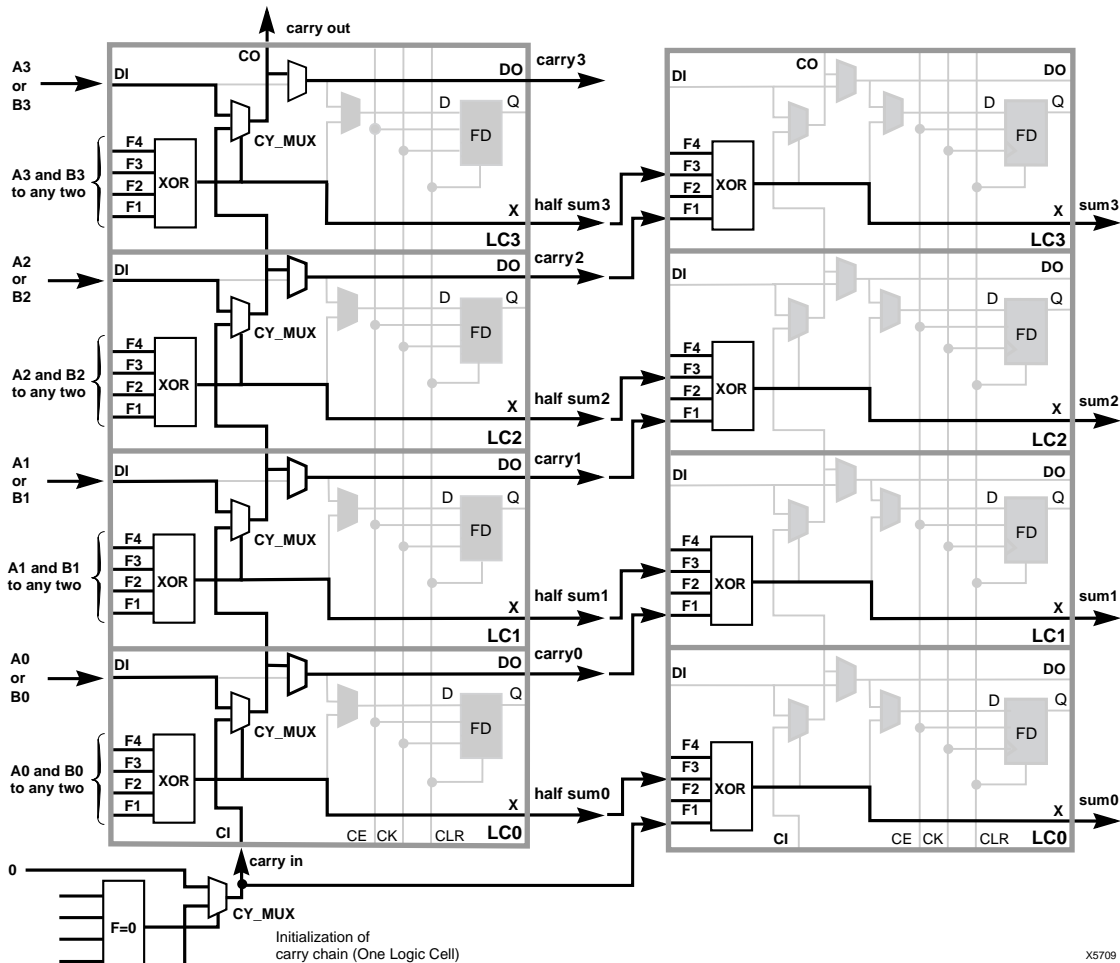 carry out
CO
A3
or
B3
DI
DO
carry3
D
Q
FD
CY_MUX
F4
F3
F2
F1
XOR
A3 and B3
to any two
X
half sum3
LC3
DI
CO
DO
D
Q
FD
F4
F3
F2
F1
XOR
X
sum3
LC3
A2
or
B2
DI
DO
carry2
D
Q
FD
CY_MUX
F4
F3
F2
F1
XOR
A2 and B2
to any two
X
half sum2
LC2
DI
DO
D
Q
FD
F4
F3
F2
F1
XOR
X
sum2
LC2
A1
or
B1
DI
DO
carry1
D
Q
FD
CY_MUX
F4
F3
F2
F1
XOR
A1 and B1
to any two
X
half sum1
LC1
DI
DO
D
Q
FD
F4
F3
F2
F1
XOR
X
sum1
LC1
A0
or
B0
DI
DO
carry0
D
Q
FD
CY_MUX
F4
F3
F2
F1
XOR
A0 and B0
to any two
X
half sum0
CI
CE
CK
CLR
LC0
DI
DO
D
Q
FD
F4
F3
F2
F1
XOR
X
sum0
CI
CE
CK
CLR
LC0
carry in
0
F=0
CY_MUX
Initialization of
carry chain (One Logic Cell)
X5709